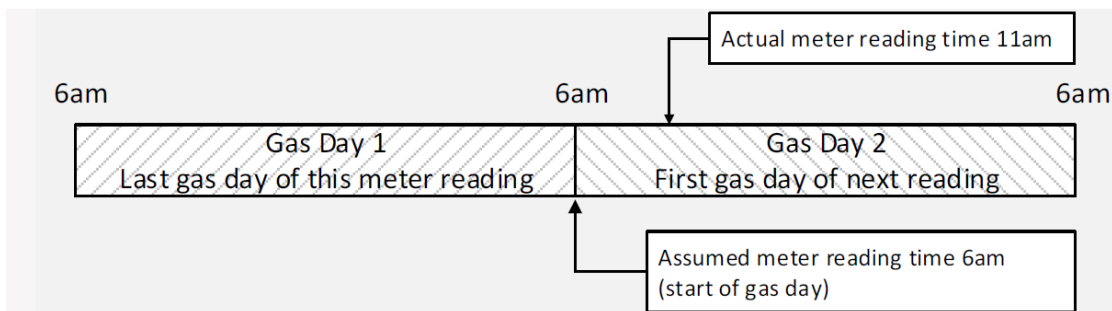 Actual meter reading time 11am
6am
6am
6am
Gas Day 1
Last gas day of this meter reading
Gas Day 2
First gas day of next reading
Assumed meter reading time 6am
(start of gas day)